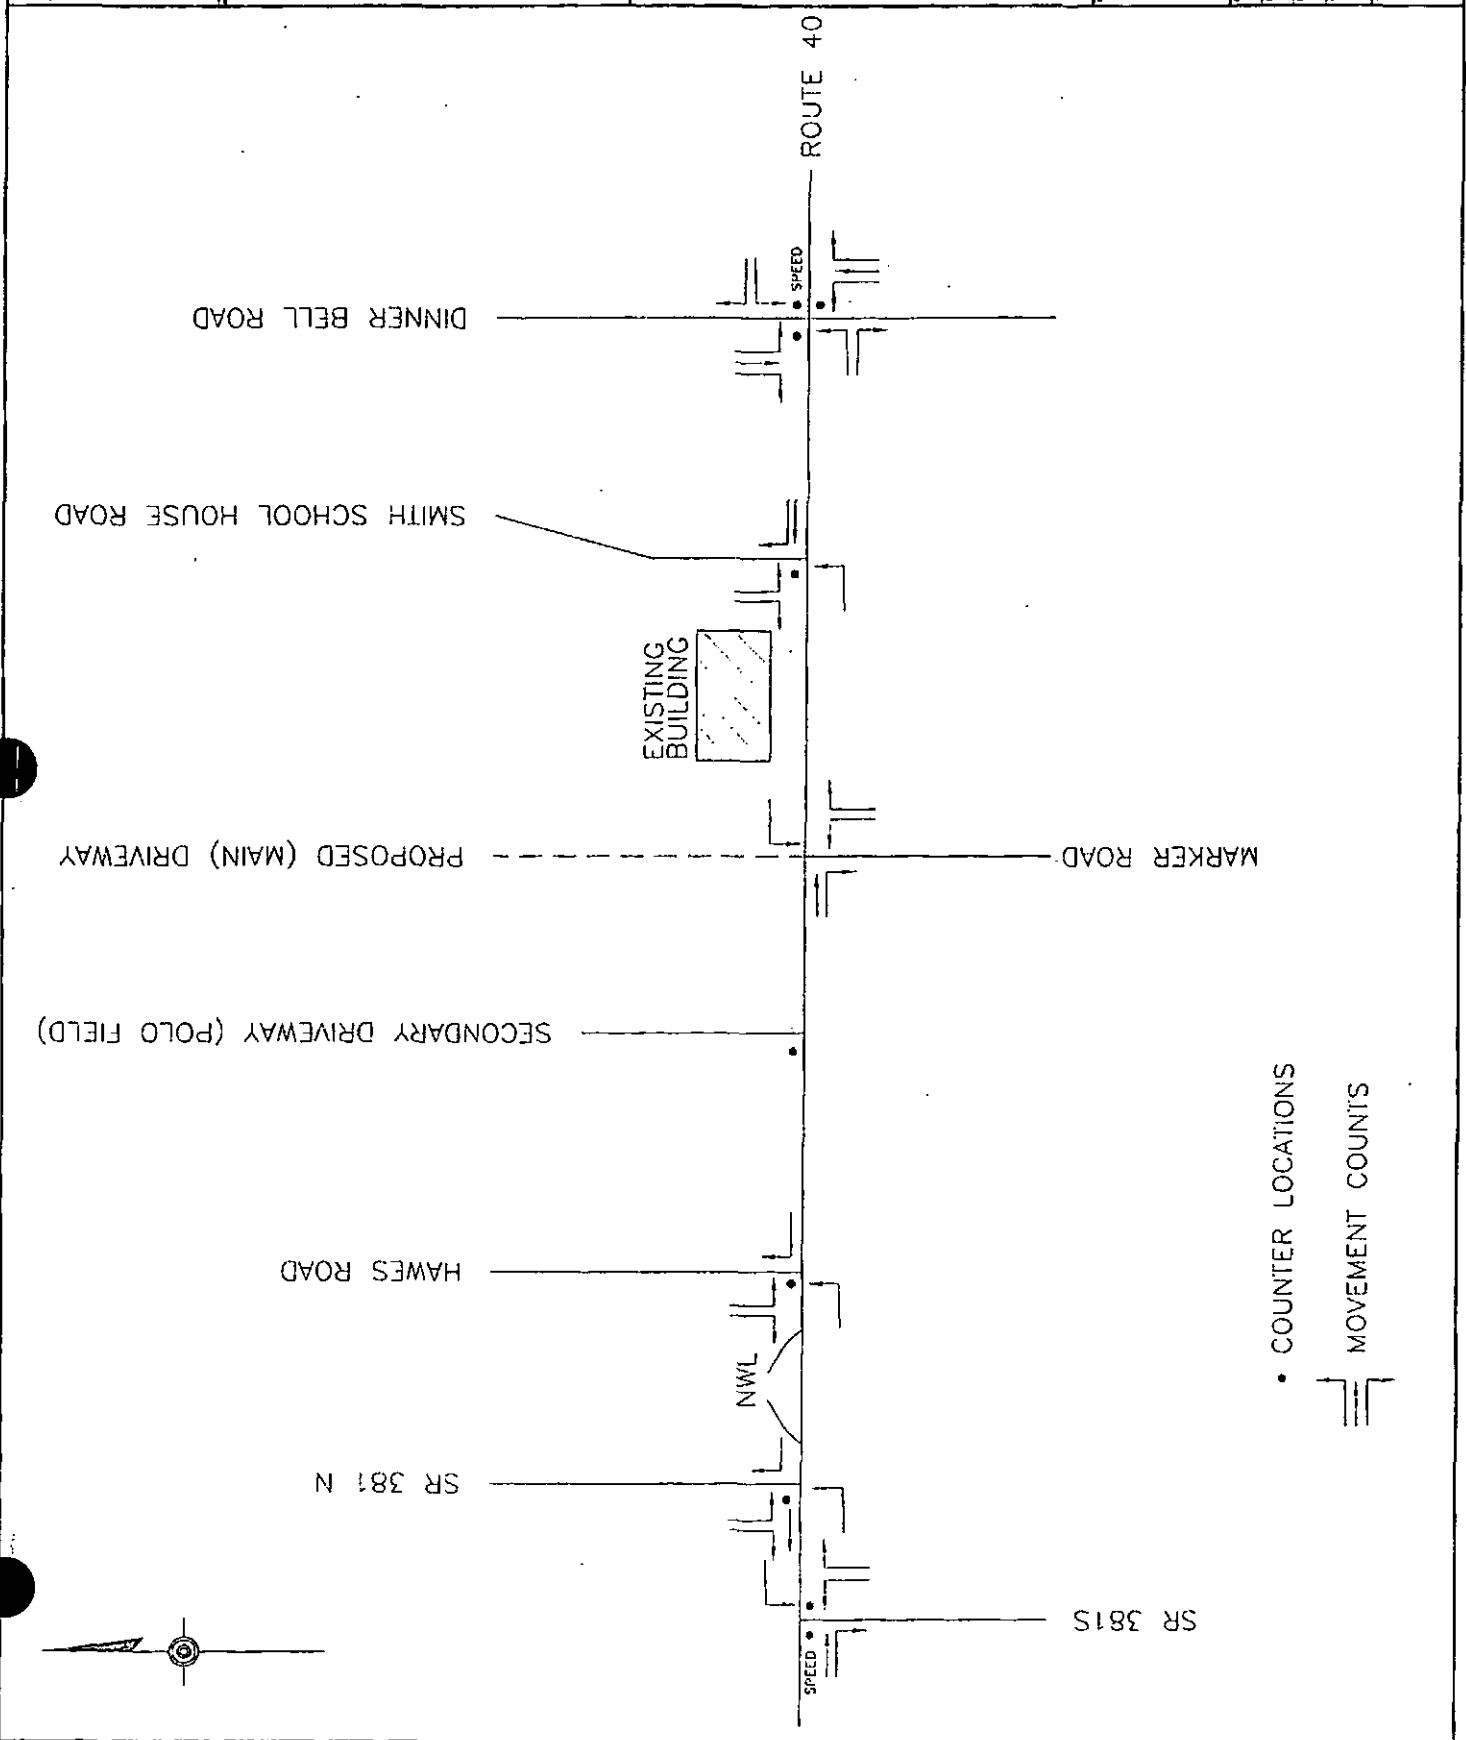 ROUTE 40
DINNER BELL ROAD
SPEED
SMITH SCHOOL HOUSE ROAD
EXISTING
BUILDING
PROPOSED (MAIN) DRIVEWAY
MARKER ROAD
SECONDARY DRIVEWAY (POLO FIELD)
HAWES ROAD
NWL
SR 381 N
SR 381S
SPEED
COUNTER LOCATIONS
MOVEMENT COUNTS